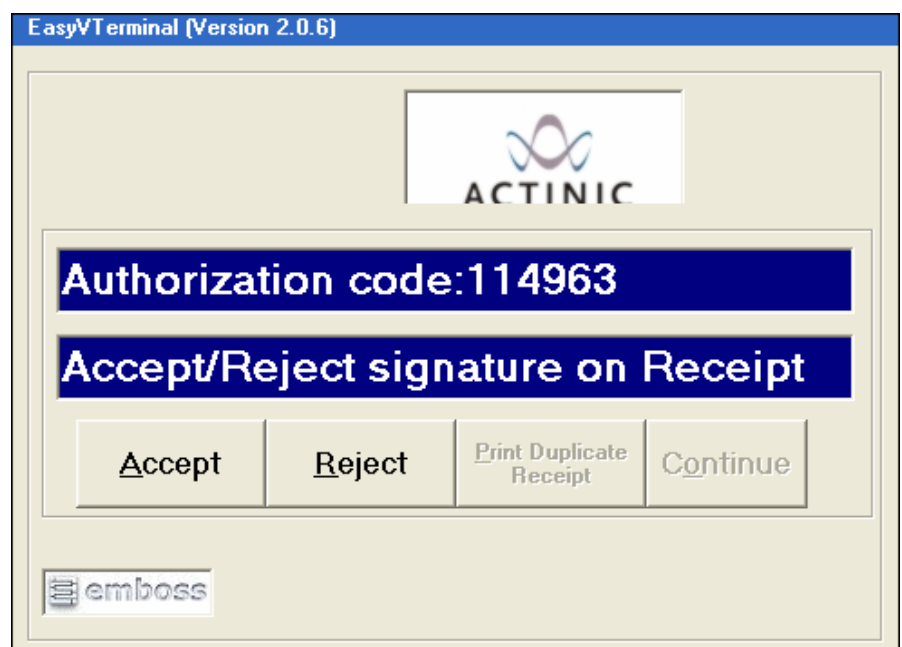 EasyVTerminal (Version 2.0.6)
ACTINIC
Authorization code:114963
Accept/Reject signature on Receipt
Accept
Reject
Print Duplicate
Receipt
Continue
emboss